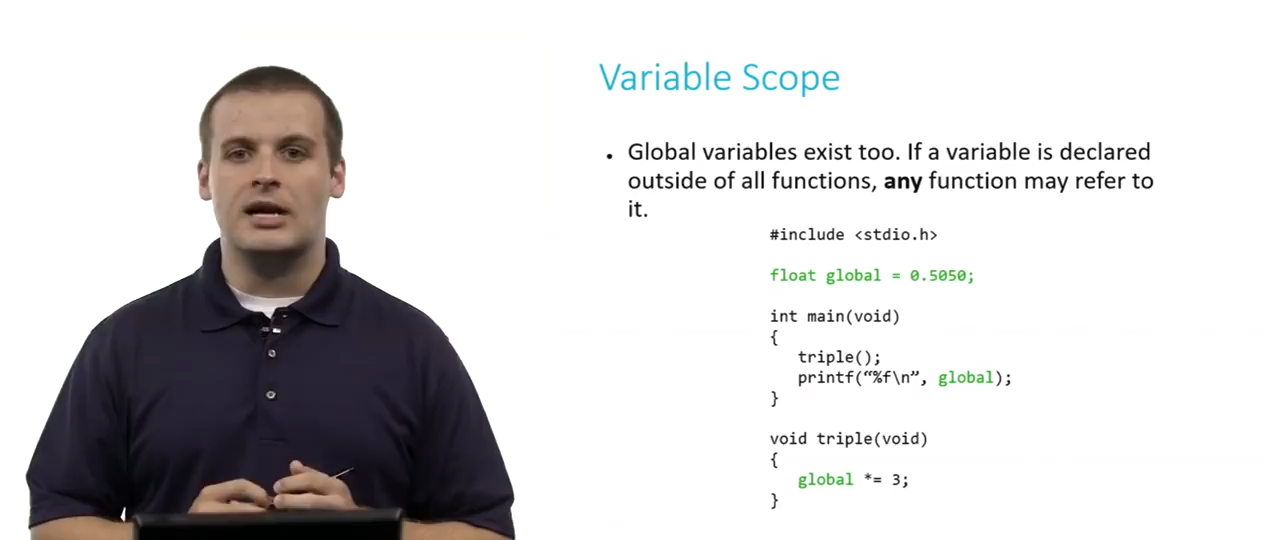 Variable Scope
• Global variables exist too. If a variable is declared
outside of all functions, any function may refer to
it.
#include <stdio.h>
float global = 0.5050;
int main(void)
{
triple();
printf(“%f\n”, global);
}
void triple(void)
{
global *= 3;
}